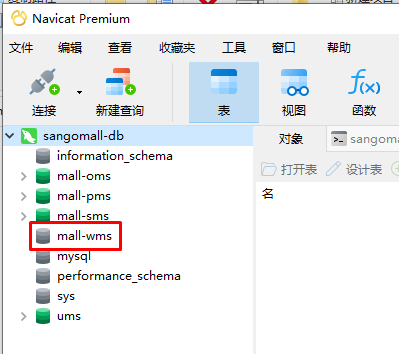 Navicat Premium
文件 编辑 查看 收藏夹 工具 窗口 帮助
连接 新建查询 表 视图 函数
sangomall-db
information_schema
mall-oms
mall-pms
mall-sms
mall-wms
mysql
performance_schema
sys
ums
对象 sangoma
打开表 设计表
名